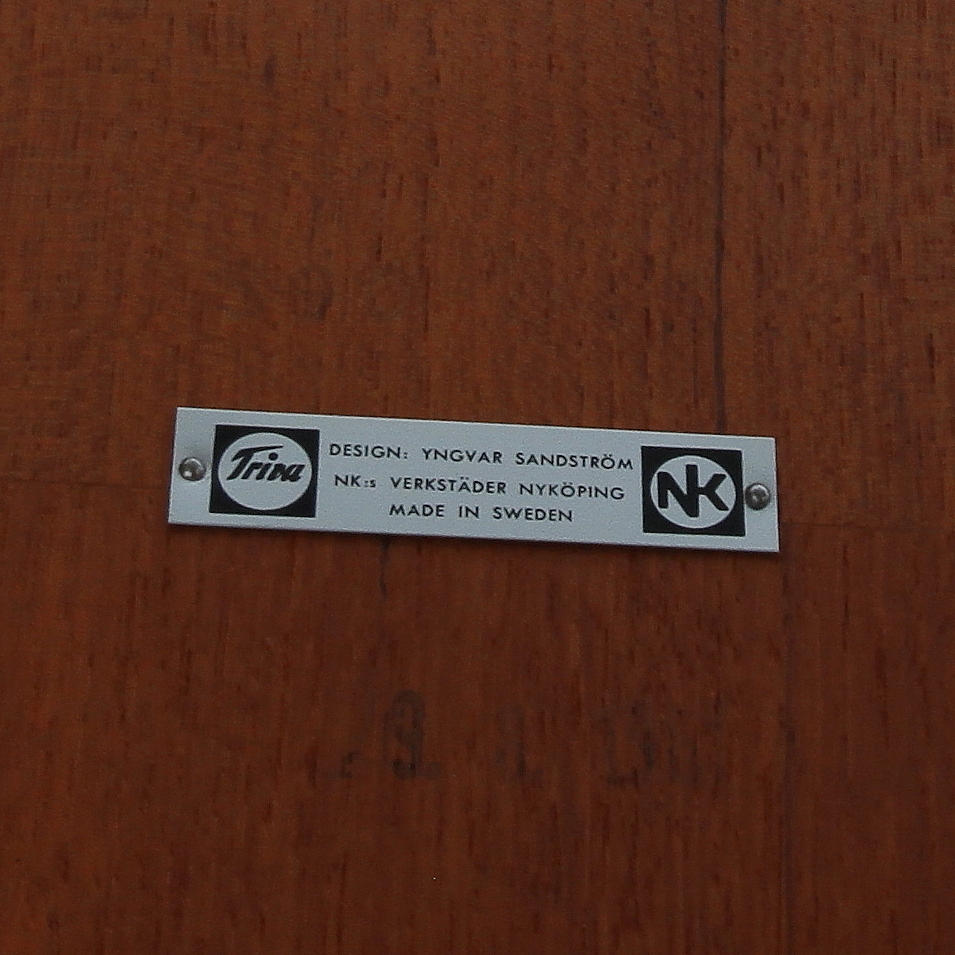 Triva
DESIGN: YNGVAR SANDSTRÖM
NK:s VERKSTÄDER NYKÖPING
MADE IN SWEDEN
NK